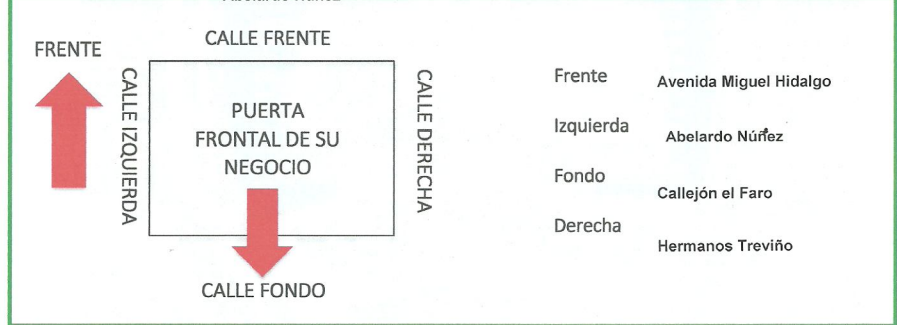 CALLE FRENTE
FRENTE
CALLE IZQUIERDA
PUERTA
FRONTAL DE SU
NEGOCIO
CALLE DERECHA
CALLE FONDO
Frente Avenida Miguel Hidalgo
Izquierda Abelardo Núñez
Fondo Callejón el Faro
Derecha Hermanos Treviño